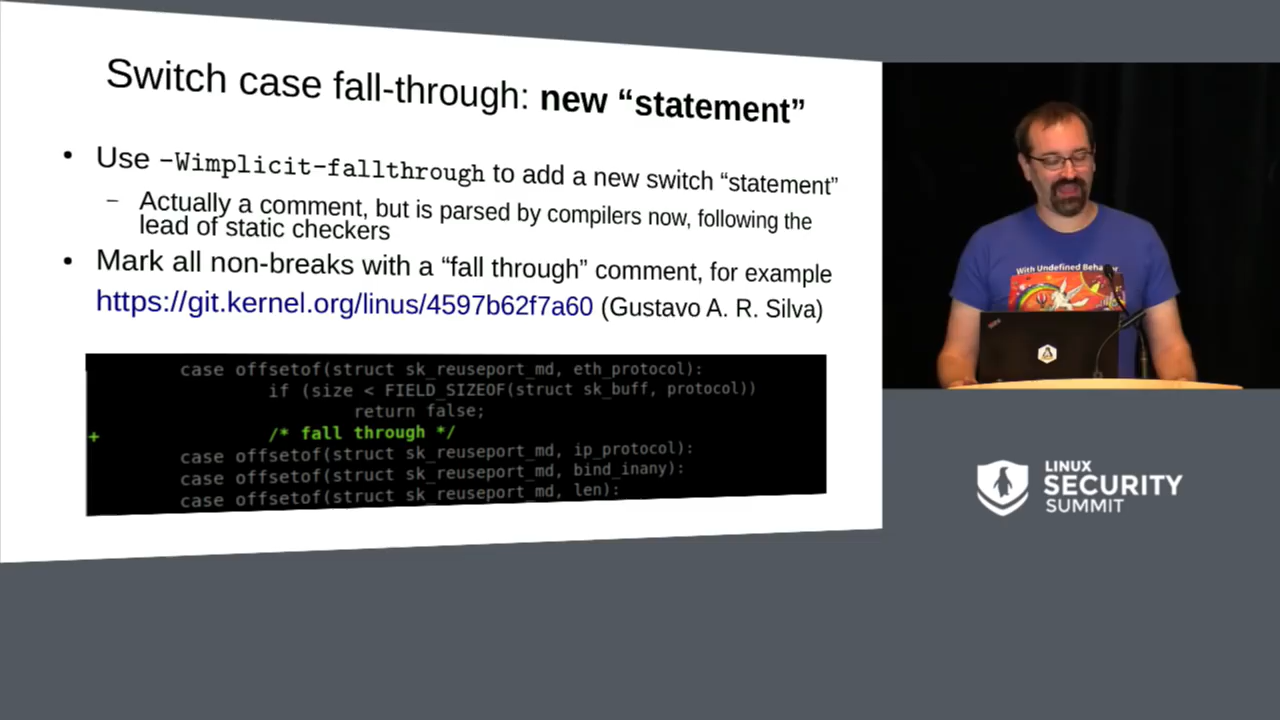 Switch case fall-through: new “statement”
• Use -Wimplicit-fallthrough to add a new switch “statement”
– Actually a comment, but is parsed by compilers now, following the
lead of static checkers
• Mark all non-breaks with a “fall through” comment, for example
https://git.kernel.org/linus/4597b62f7a60 (Gustavo A. R. Silva)
case offsetof(struct sk_reuseport_md, eth_protocol):
if (size < FIELD_SIZEOF(struct sk_buff, protocol))
return false;
+ /* fall through */
case offsetof(struct sk_reuseport_md, ip_protocol):
case offsetof(struct sk_reuseport_md, bind_inany):
case offsetof(struct sk_reuseport_md, len):
With Undefined Behavior
LINUX
SECURITY
SUMMIT